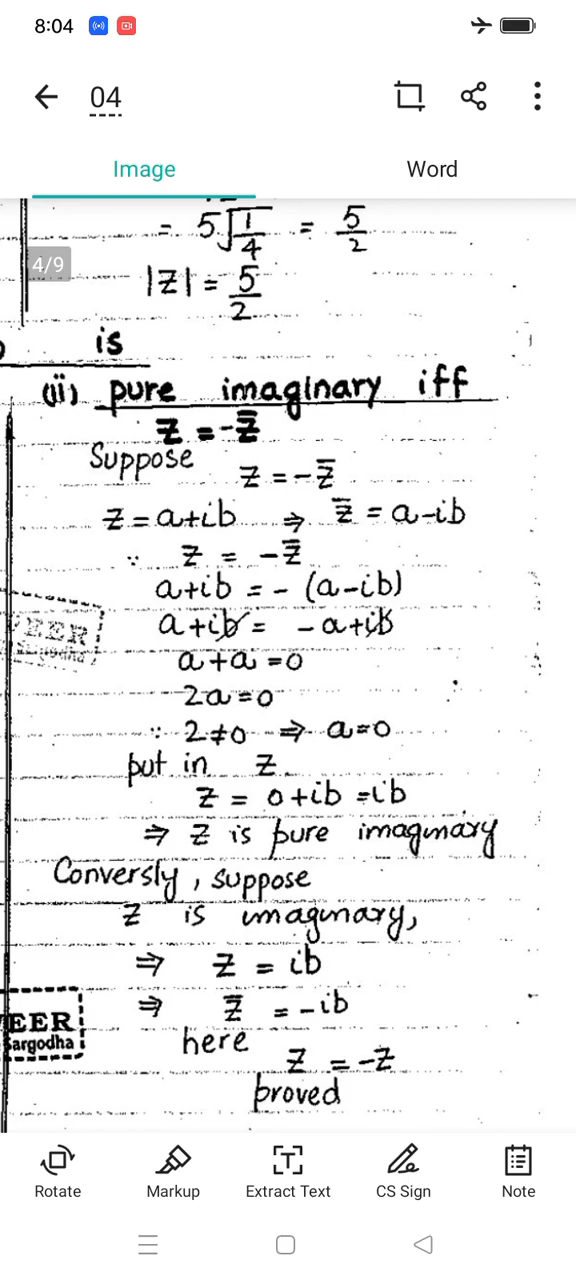 8:04
04
Image Word
= 5√1/4 = 5/2
4/9
|Z| = 5/2
is
(ii) pure imaginary iff
Z = -Z̅
Suppose Z = -Z̅
Z = a+ib ⇒ Z̅ = a-ib
∵ Z = -Z̅
a+ib = - (a-ib)
a+ib = -a+ib
a+a = 0
2a = 0
∵ 2≠0 ⇒ a=0
put in Z
Z = 0+ib = ib
⇒ Z is pure imaginary
Conversly, suppose
Z is imaginary,
⇒ Z = ib
⇒ Z̅ = -ib
here
Z = -Z
proved
EER
Sargodha
EER
Sargodha
Rotate Markup Extract Text CS Sign Note